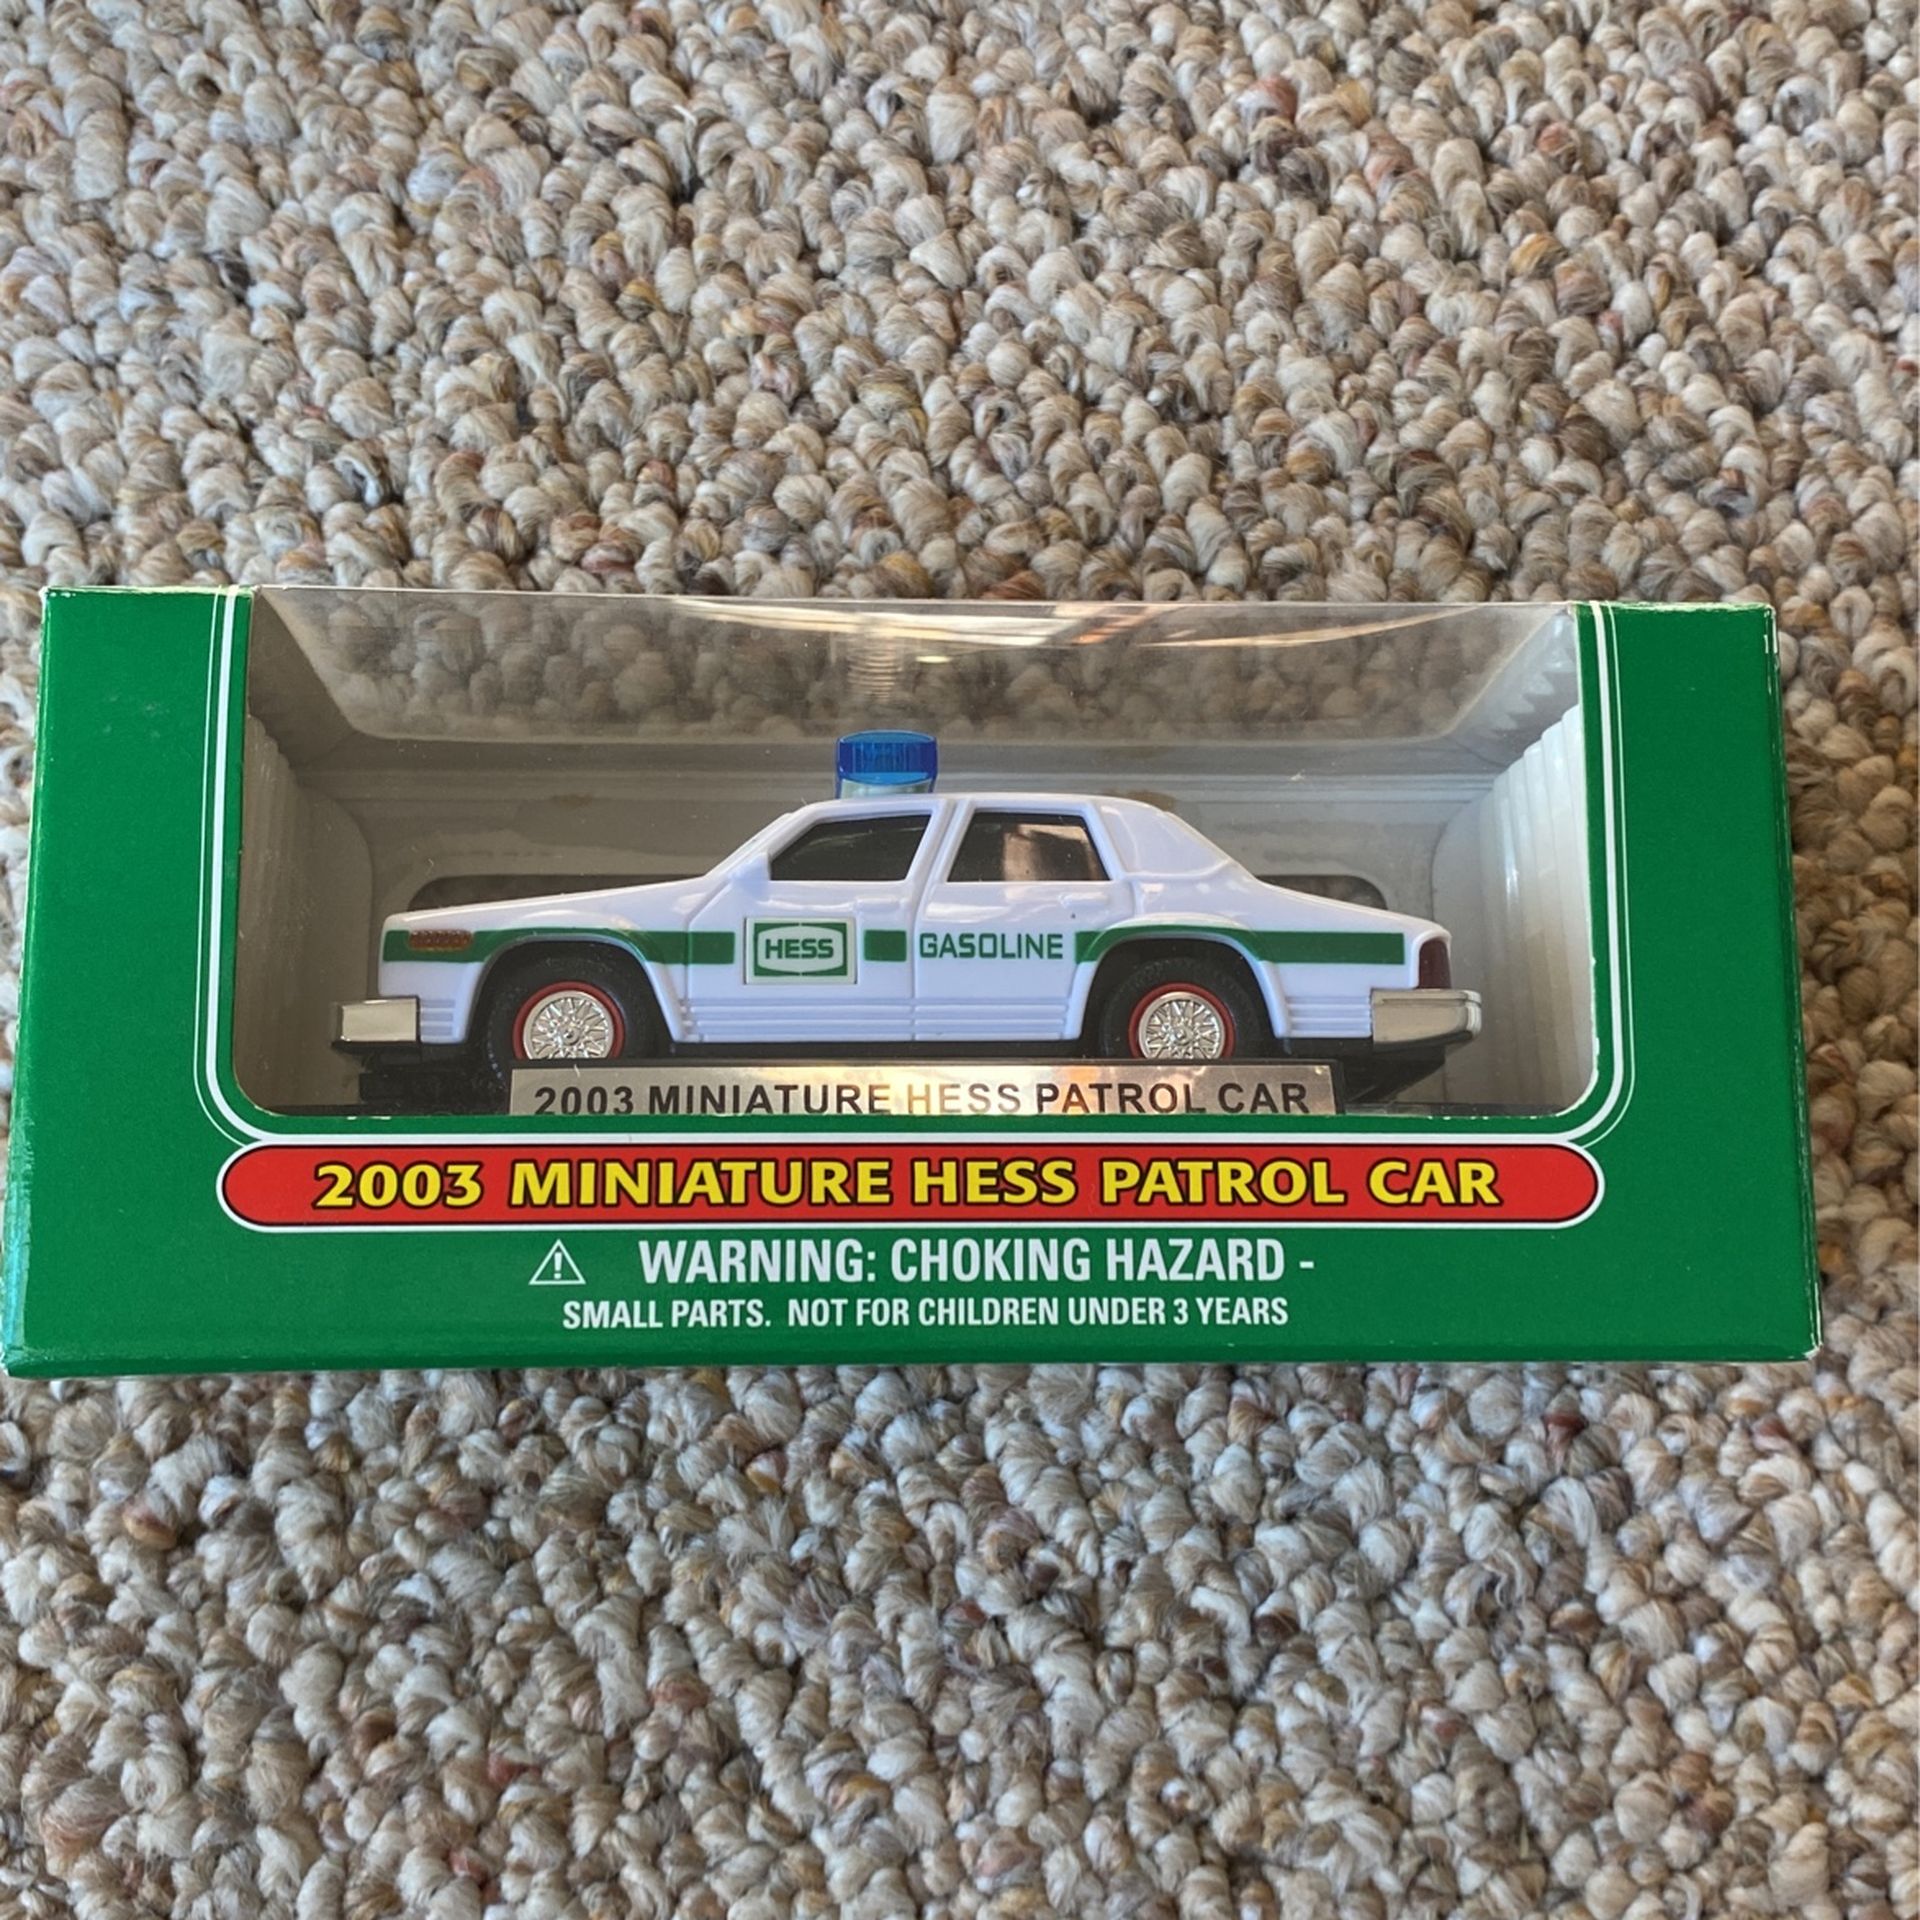 HESS GASOLINE
2003 MINIATURE HESS PATROL CAR
2003 MINIATURE HESS PATROL CAR
WARNING: CHOKING HAZARD -
SMALL PARTS. NOT FOR CHILDREN UNDER 3 YEARS